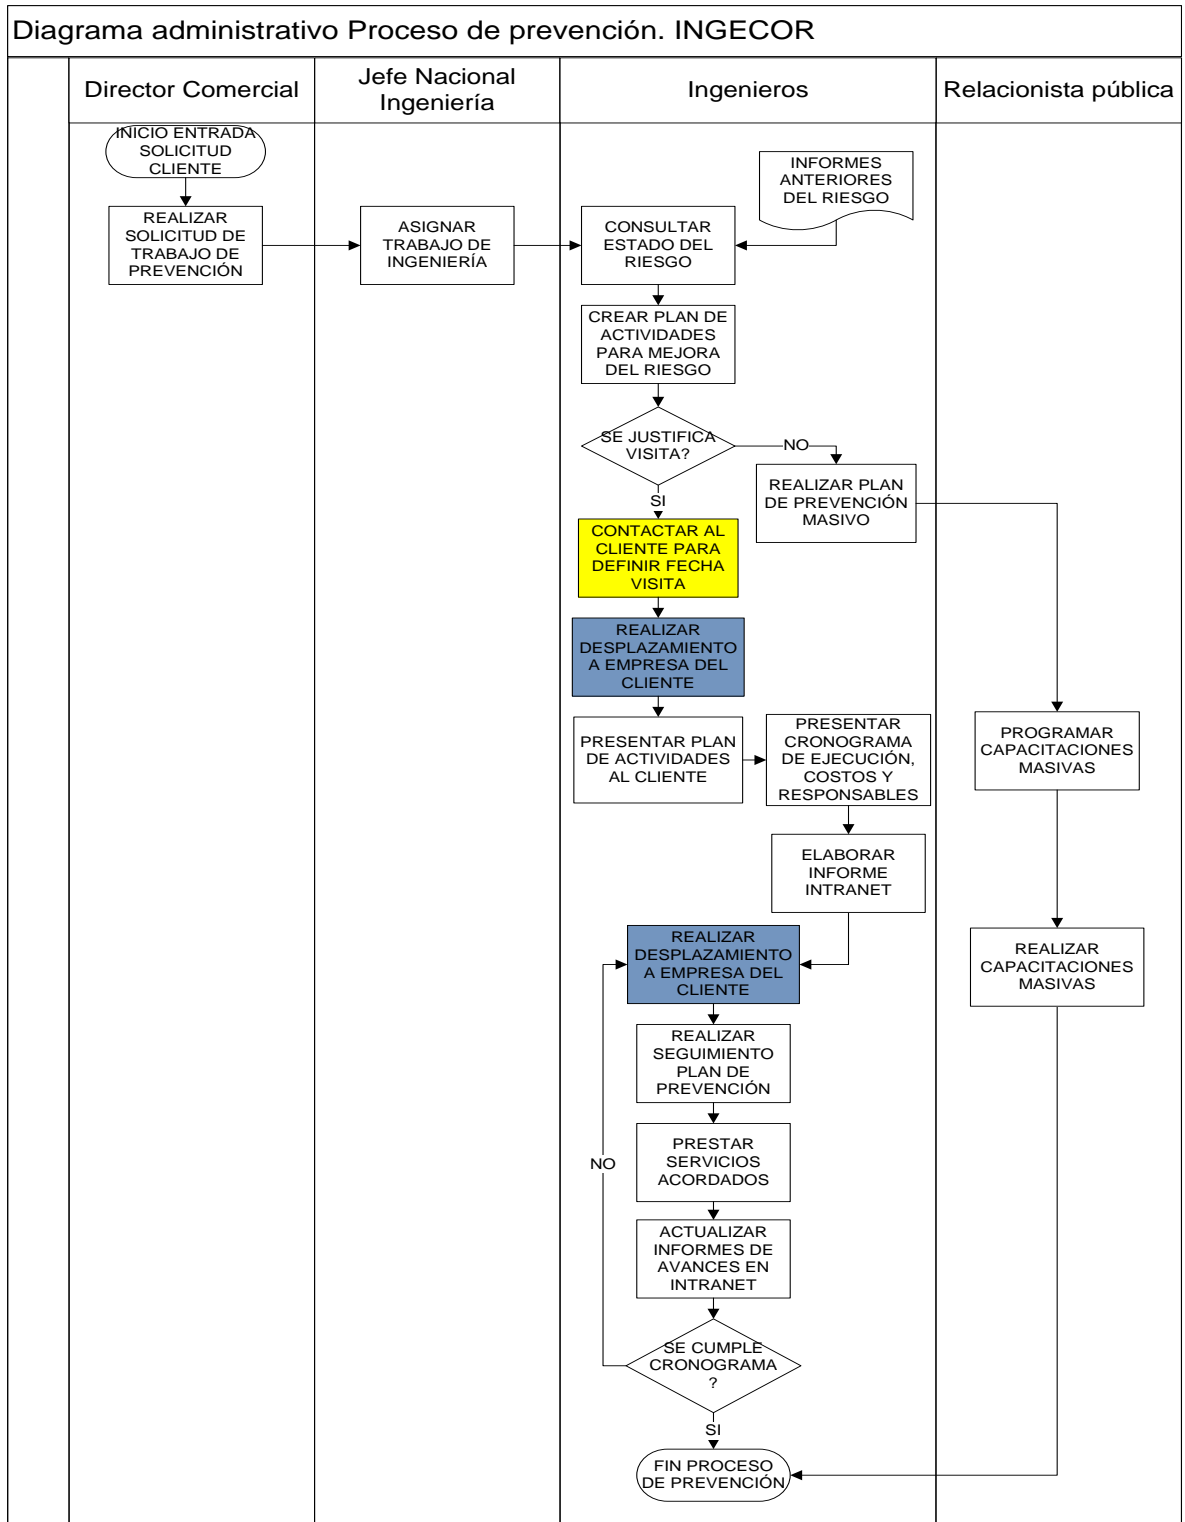 Diagrama administrativo Proceso de prevención. INGECOR
Director Comercial
Jefe Nacional
Ingeniería
Ingenieros
Relacionista pública
INICIO ENTRADA
SOLICITUD
CLIENTE
REALIZAR
SOLICITUD DE
TRABAJO DE
PREVENCIÓN
ASIGNAR
TRABAJO DE
INGENIERÍA
CONSULTAR
ESTADO DEL
RIESGO
INFORMES
ANTERIORES
DEL RIESGO
CREAR PLAN DE
ACTIVIDADES
PARA MEJORA
DEL RIESGO
SE JUSTIFICA
VISITA?
NO
REALIZAR PLAN
DE PREVENCIÓN
MASIVO
SI
CONTACTAR AL
CLIENTE PARA
DEFINIR FECHA
VISITA
REALIZAR
DESPLAZAMIENTO
A EMPRESA DEL
CLIENTE
PRESENTAR PLAN
DE ACTIVIDADES
AL CLIENTE
PRESENTAR
CRONOGRAMA
DE EJECUCIÓN,
COSTOS Y
RESPONSABLES
PROGRAMAR
CAPACITACIONES
MASIVAS
ELABORAR
INFORME
INTRANET
REALIZAR
DESPLAZAMIENTO
A EMPRESA DEL
CLIENTE
REALIZAR
CAPACITACIONES
MASIVAS
REALIZAR
SEGUIMIENTO
PLAN DE
PREVENCIÓN
PRESTAR
SERVICIOS
ACORDADOS
NO
ACTUALIZAR
INFORMES DE
AVANCES EN
INTRANET
SE CUMPLE
CRONOGRAMA
?
SI
FIN PROCESO
DE PREVENCIÓN